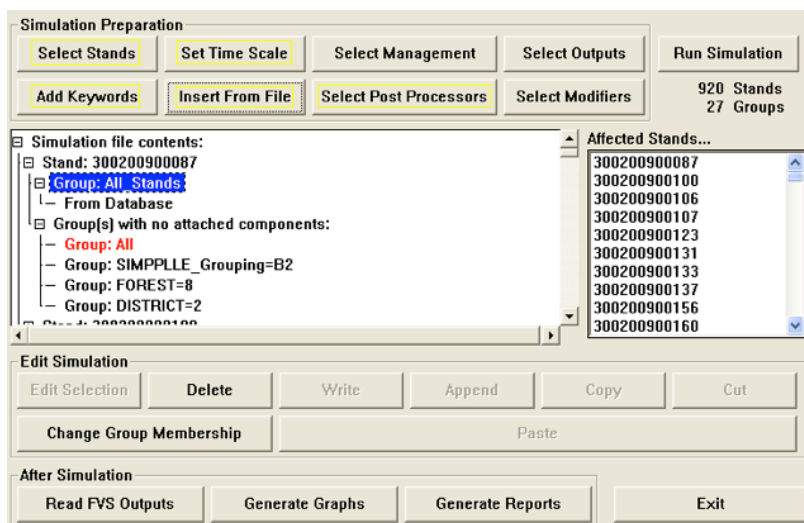 Simulation Preparation
Select Stands Set Time Scale Select Management Select Outputs Run Simulation
Add Keywords Insert From File Select Post Processors Select Modifiers
920 Stands
27 Groups
Simulation file contents:
Stand: 300200900087
Group: All_Stands
From Database
Group(s) with no attached components:
Group: All
Group: SIMPPLLE_Grouping=B2
Group: FOREST=8
Group: DISTRICT=2
Affected Stands...
300200900087
300200900100
300200900106
300200900107
300200900123
300200900131
300200900133
300200900137
300200900156
300200900160
Edit Simulation
Edit Selection Delete Write Append Copy Cut
Change Group Membership Paste
After Simulation
Read FVS Outputs Generate Graphs Generate Reports Exit